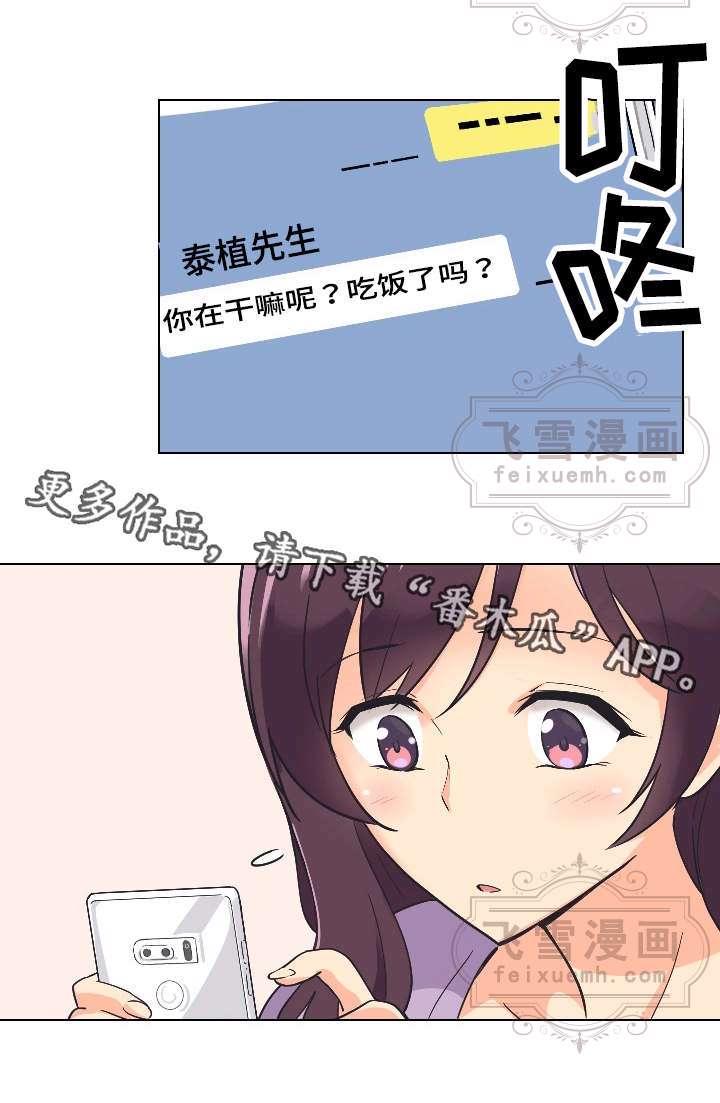 叮咚
泰植先生
你在干嘛呢？吃饭了吗？
飞雪漫画
feixuemh.com
更多作品，请下载“番木瓜”APP。
飞雪漫画
feixuemh.com